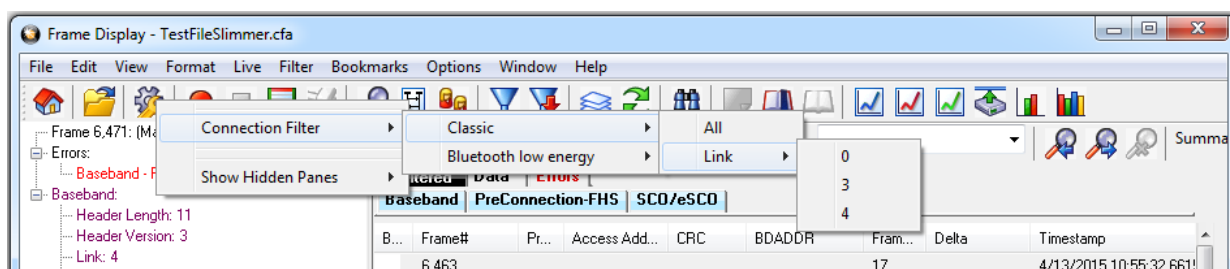 Frame Display - TestFileSlimmer.cfa
File Edit View Format Live Filter Bookmarks Options Window Help
Frame 6,471: (Ma
Connection Filter Classic All
Summa
Errors:
Bluetooth low energy Link 0
Baseband - F
Show Hidden Panes
Data Errors
3
Baseband:
Baseband PreConnection-FHS SCO/eSCO
4
Header Length: 11
Header Version: 3
B... Frame# Pr... Access Add... CRC BDADDR Fram... Delta Timestamp
Link: 4
6,463 17 4/13/2015 10:55:32.661